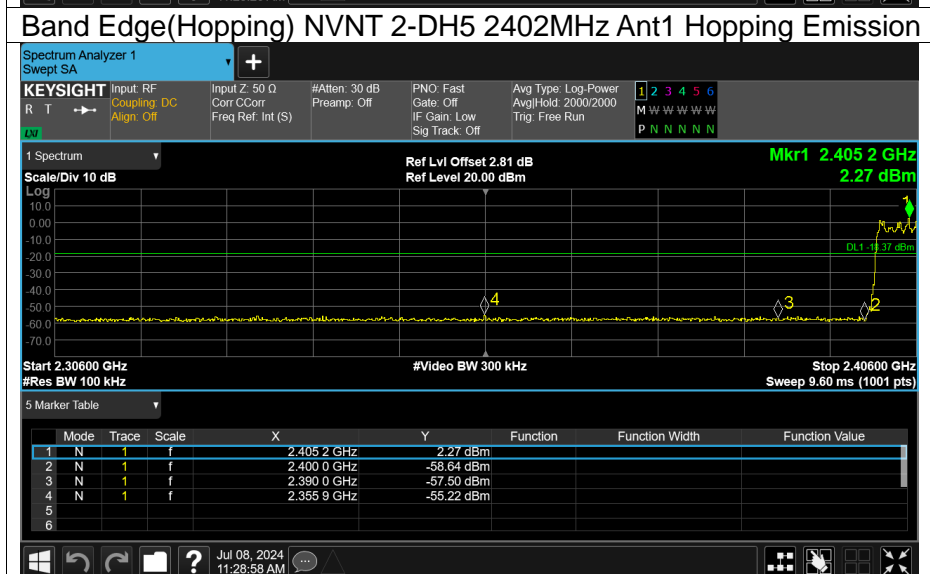 Band Edge(Hopping) NVNT 2-DH5 2402MHz Ant1 Hopping Emission
Spectrum Analyzer 1
Swept SA
+
KEYSIGHT Input: RF Input Z: 50 Ω #Atten: 30 dB PNO: Fast Avg Type: Log-Power 1 2 3 4 5 6
R T Coupling: DC Corr CCorr Preamp: Off Gate: Off Avg|Hold: 2000/2000 M W W W W W
Align: Off Freq Ref: Int (S) IF Gain: Low Trig: Free Run
LXI Sig Track: Off P N N N N N
1 Spectrum Ref Lvl Offset 2.81 dB Mkr1 2.405 2 GHz
Scale/Div 10 dB Ref Level 20.00 dBm 2.27 dBm
Log
1
10.0
0.00
-10.0
DL1 -18.37 dBm
-20.0
-30.0
-40.0
4 3 2
-50.0
-60.0
-70.0
Start 2.30600 GHz #Video BW 300 kHz Stop 2.40600 GHz
#Res BW 100 kHz Sweep 9.60 ms (1001 pts)
5 Marker Table
Mode Trace Scale X Y Function Function Width Function Value
1 N 1 f 2.405 2 GHz 2.27 dBm
2 N 1 f 2.400 0 GHz -58.64 dBm
3 N 1 f 2.390 0 GHz -57.50 dBm
4 N 1 f 2.355 9 GHz -55.22 dBm
5
6
? Jul 08, 2024
11:28:58 AM